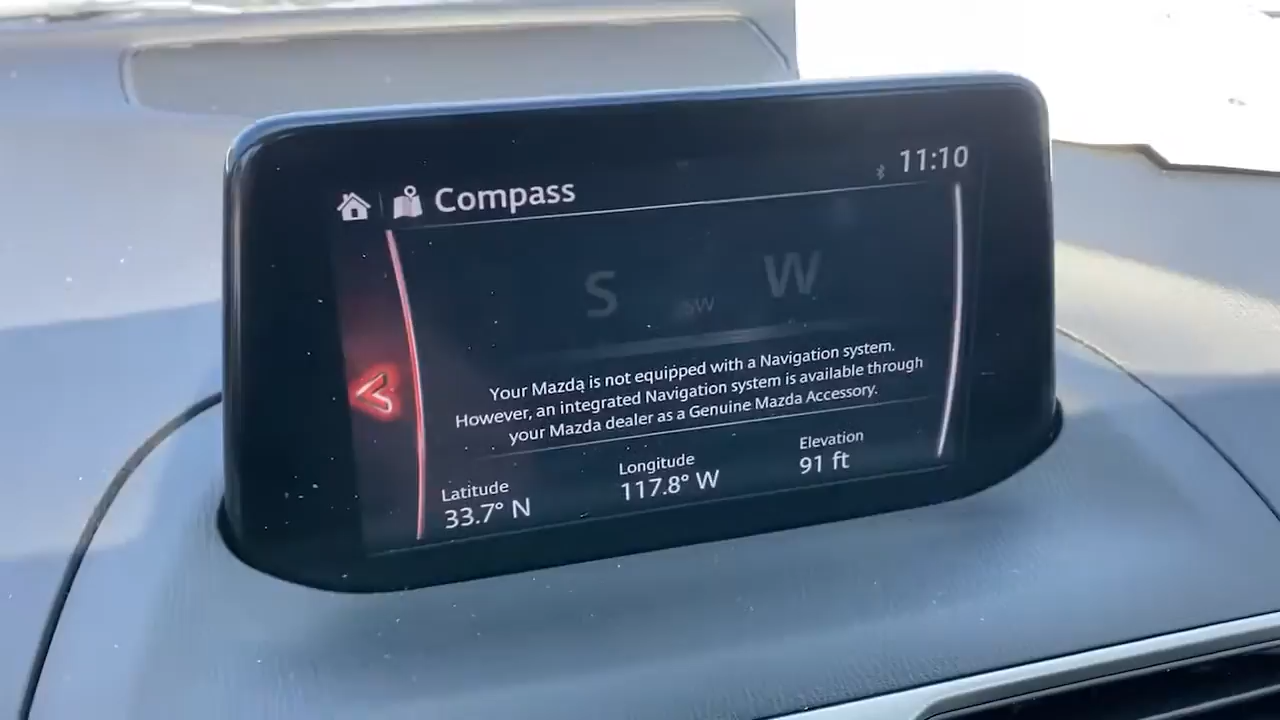 Compass
11:10
S
W
W
Your Mazda is not equipped with a Navigation system.
However, an integrated Navigation system is available through
your Mazda dealer as a Genuine Mazda Accessory.
Latitude
33.7° N
Longitude
117.8° W
Elevation
91 ft